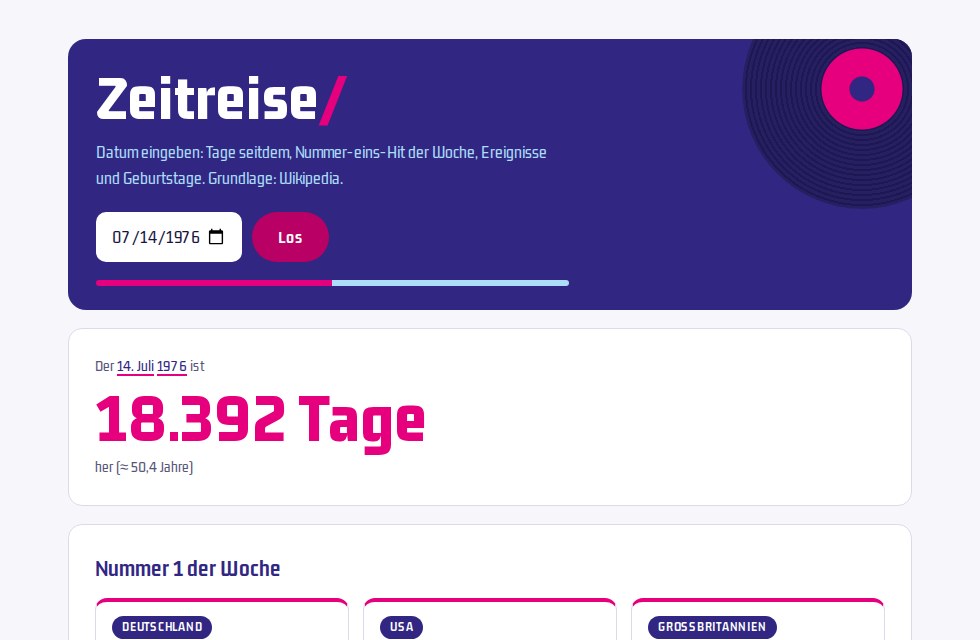 Zeitreise/
Datum eingeben: Tage seitdem, Nummer-eins-Hit der Woche, Ereignisse
und Geburtstage. Grundlage: Wikipedia.
07/14/1976
Los
Der 14. Juli 1976 ist
18.392 Tage
her (≈ 50,4 Jahre)
Nummer 1 der Woche
DEUTSCHLAND
USA
GROSSBRITANNIEN